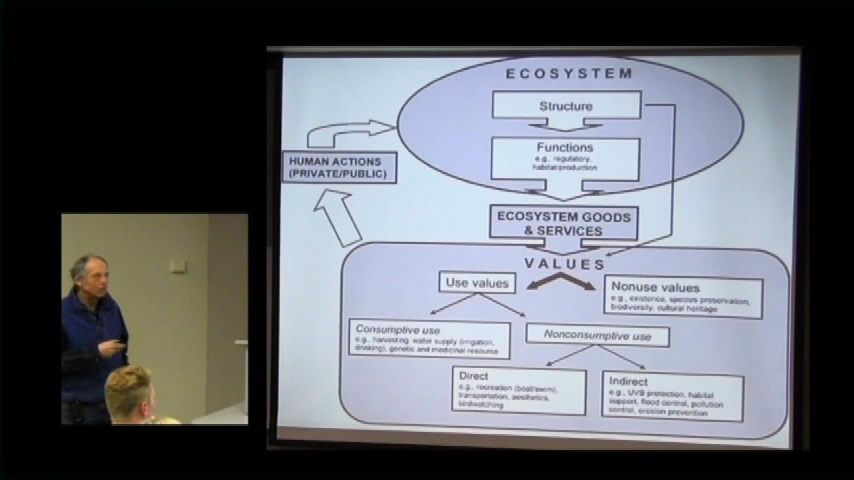 ECOSYSTEM
Structure
Functions
e.g., regulatory,
habitat/production
HUMAN ACTIONS
(PRIVATE/PUBLIC)
ECOSYSTEM GOODS
& SERVICES
VALUES
Use values
Nonuse values
e.g., existence, species preservation,
biodiversity, cultural heritage
Consumptive use
e.g., harvesting, water supply (irrigation,
drinking), genetic and medicinal resource
Nonconsumptive use
Direct
e.g., recreation (boat/swim),
transportation, aesthetics,
birdwatching
Indirect
e.g., UVB protection, habitat
support, flood control, pollution
control, erosion prevention